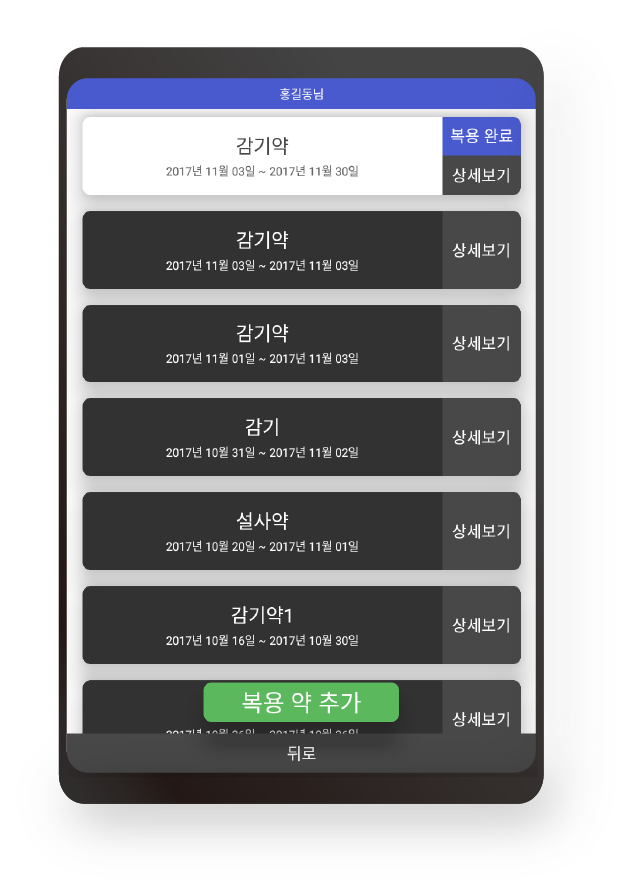 홍길동님
감기약
2017년 11월 03일 ~ 2017년 11월 30일
복용 완료
상세보기
감기약
2017년 11월 03일 ~ 2017년 11월 03일
상세보기
감기약
2017년 11월 01일 ~ 2017년 11월 03일
상세보기
감기
2017년 10월 31일 ~ 2017년 11월 02일
상세보기
설사약
2017년 10월 20일 ~ 2017년 11월 01일
상세보기
감기약1
2017년 10월 16일 ~ 2017년 10월 30일
상세보기
복용 약 추가
상세보기
뒤로